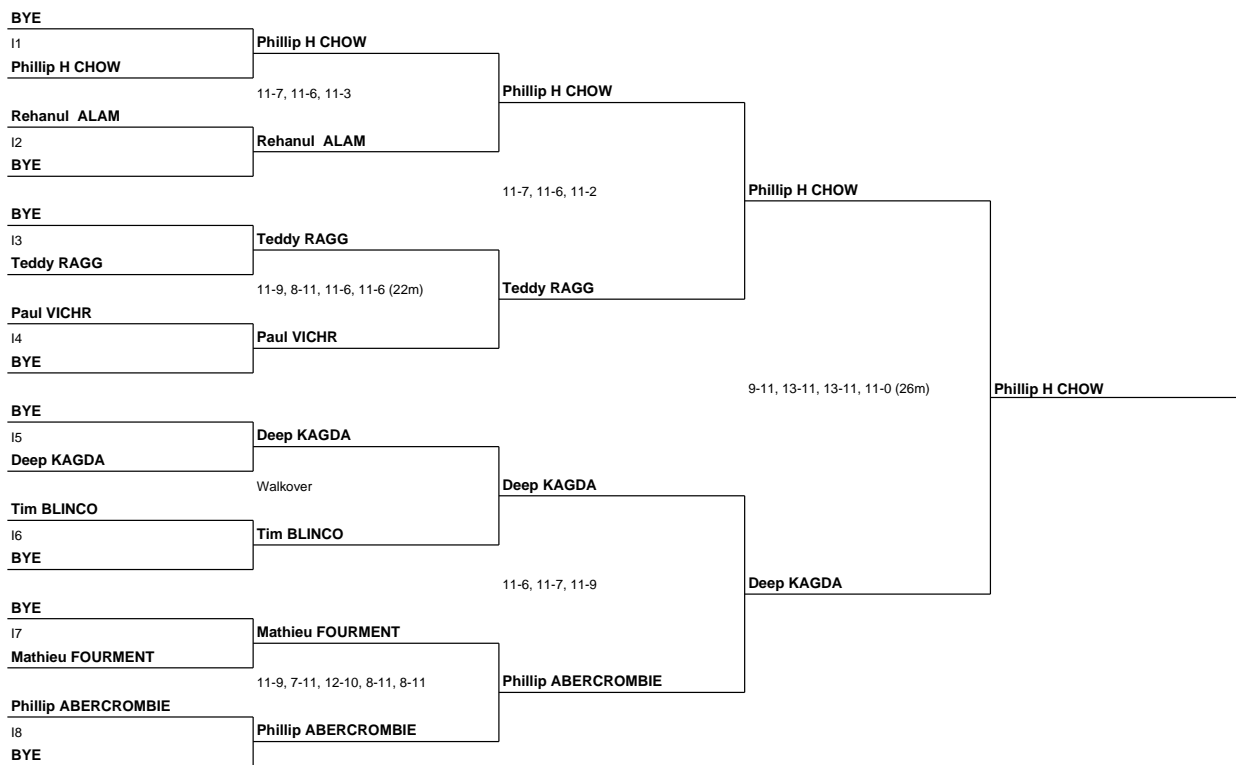 BYE
I1
Phillip H CHOW
Phillip H CHOW
11-7, 11-6, 11-3
Phillip H CHOW
Rehanul ALAM
I2
Rehanul ALAM
BYE
11-7, 11-6, 11-2
Phillip H CHOW
BYE
I3
Teddy RAGG
Teddy RAGG
11-9, 8-11, 11-6, 11-6 (22m)
Teddy RAGG
Paul VICHR
I4
Paul VICHR
BYE
9-11, 13-11, 13-11, 11-0 (26m)
Phillip H CHOW
BYE
I5
Deep KAGDA
Deep KAGDA
Walkover
Deep KAGDA
Tim BLINCO
I6
Tim BLINCO
BYE
11-6, 11-7, 11-9
Deep KAGDA
BYE
I7
Mathieu FOURMENT
Mathieu FOURMENT
11-9, 7-11, 12-10, 8-11, 8-11
Phillip ABERCROMBIE
Phillip ABERCROMBIE
I8
Phillip ABERCROMBIE
BYE